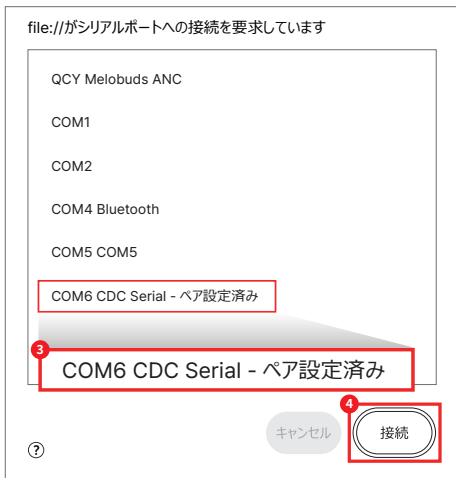 file://がシリアルポートへの接続を要求しています
QCY Melobuds ANC
COM1
COM2
COM4 Bluetooth
COM5 COM5
COM6 CDC Serial - ペア設定済み
3
COM6 CDC Serial - ペア設定済み
4
キャンセル
接続
?